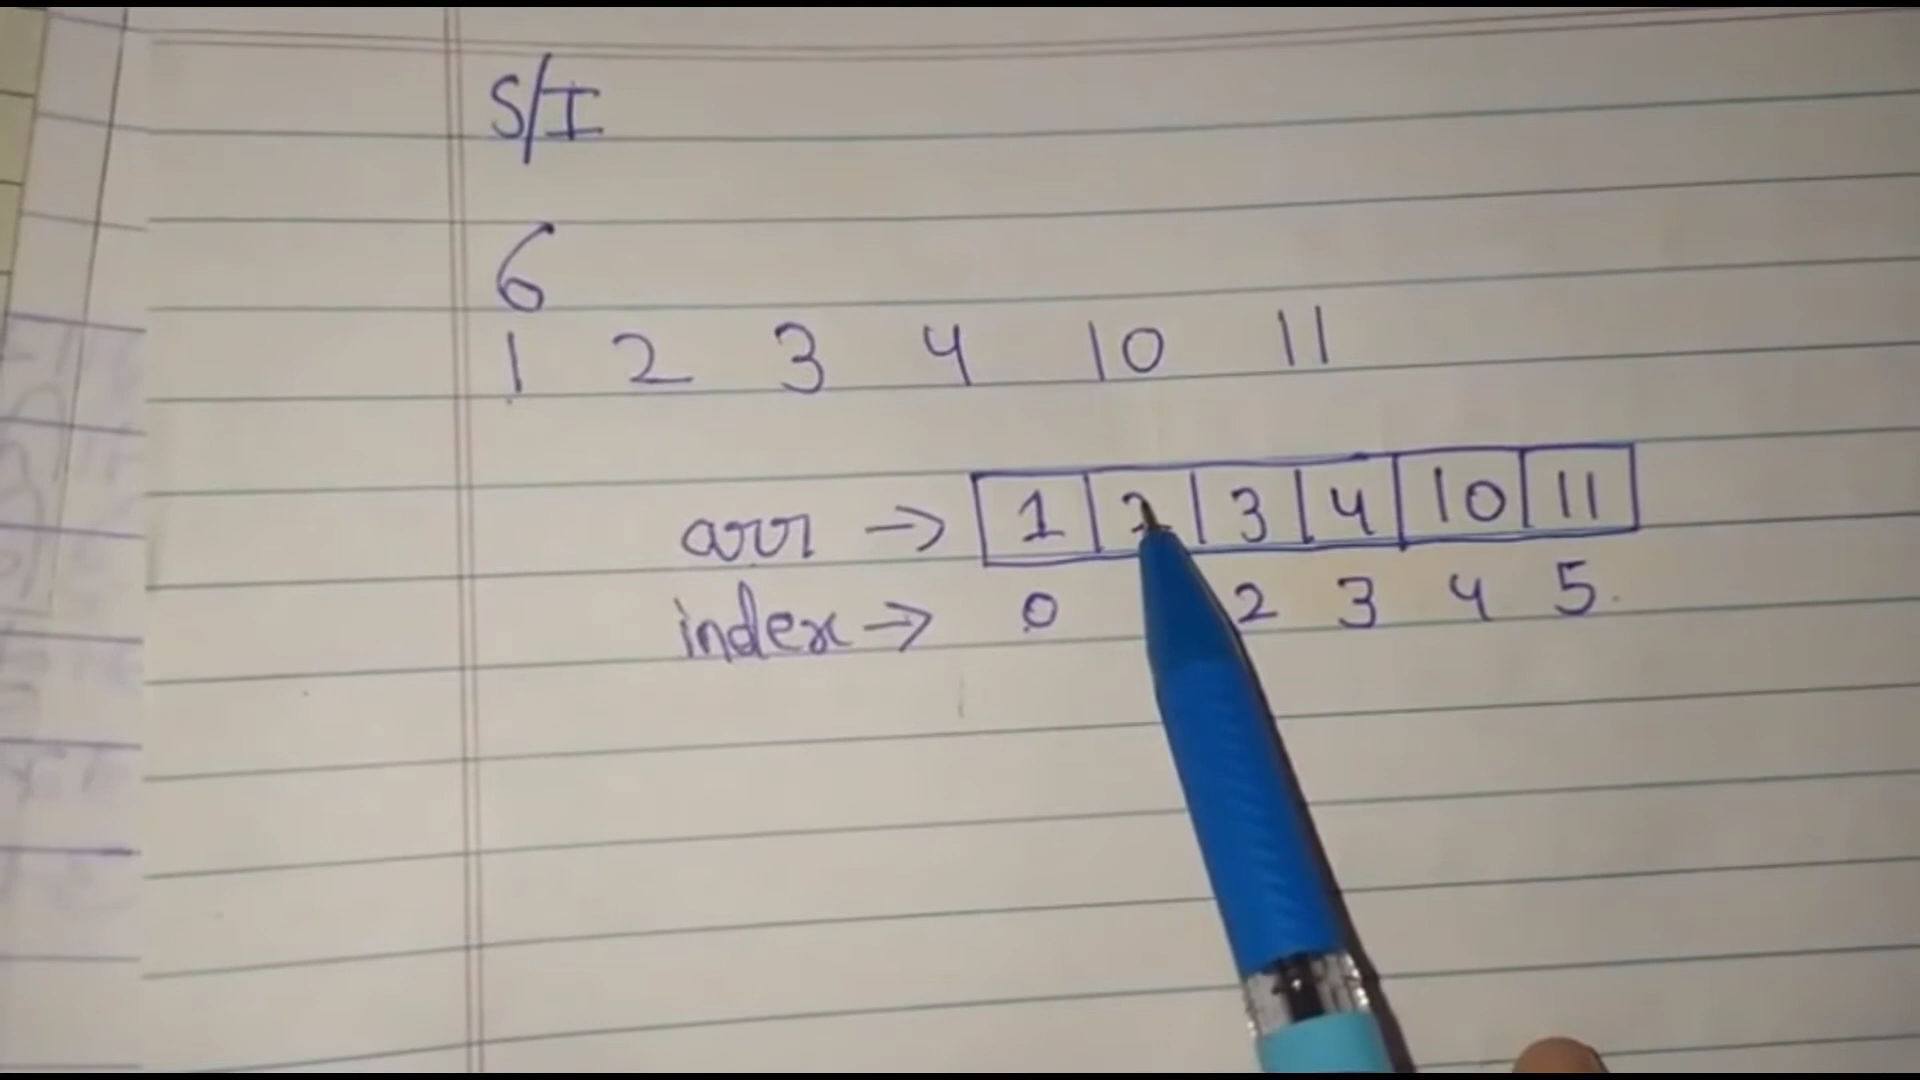 S/I
6
1 2 3 4 10 11
arr → 1 2 3 4 10 11
index → 0 2 3 4 5